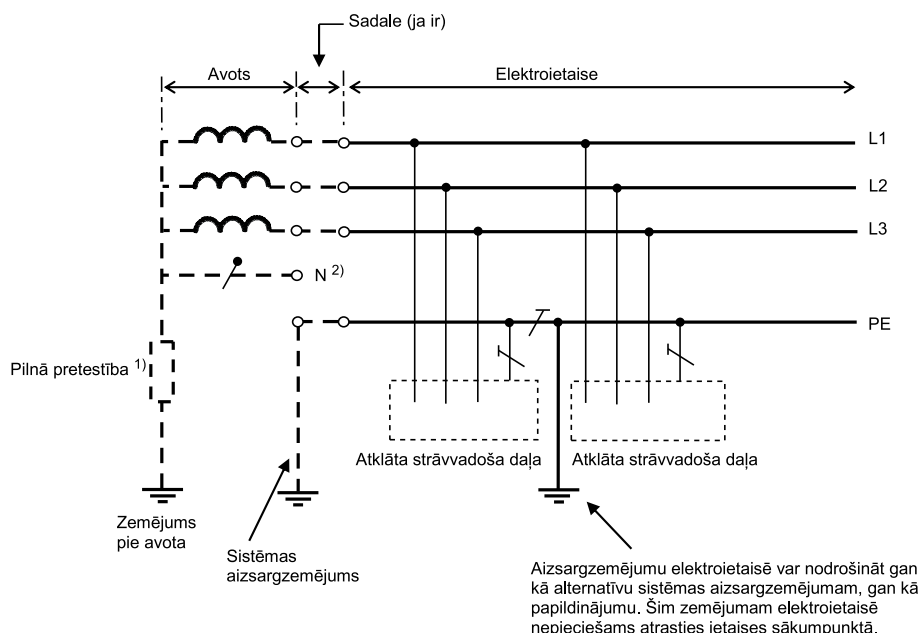 Sadale (ja ir)
Avots
Elektroietaise
L1
L2
L3
N 2)
PE
Pilnā pretestība 1)
Atklāta strāvvadoša daļa
Atklāta strāvvadoša daļa
Zemējums
pie avota
Sistēmas
aizsargzemējums
Aizsargzemējumu elektroietaisē var nodrošināt gan
kā alternatīvu sistēmas aizsargzemējumam, gan kā
papildinājumu. Šim zemējumam elektroietaisē
nepieciešams atrasties ietaises sākumpunktā.